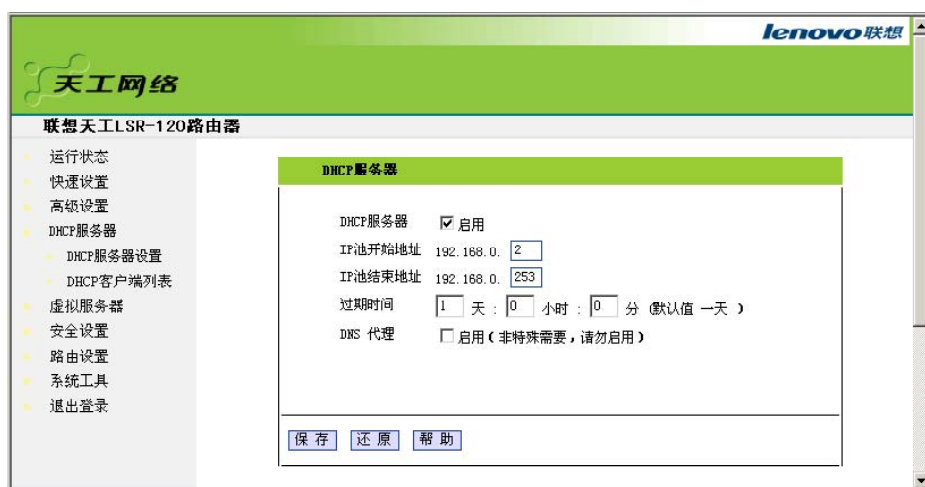 lenovo联想
天工网络
联想天工LSR-120路由器
运行状态
快速设置
高级设置
DHCP服务器
DHCP服务器设置
DHCP客户端列表
虚拟服务器
安全设置
路由设置
系统工具
退出登录
DHCP服务器
DHCP服务器 启用
IP池开始地址 192.168.0. 2
IP池结束地址 192.168.0. 253
过期时间 1 天 : 0 小时 : 0 分 (默认值 一天 )
DNS 代理 启用(非特殊需要,请勿启用)
保存 还原 帮助